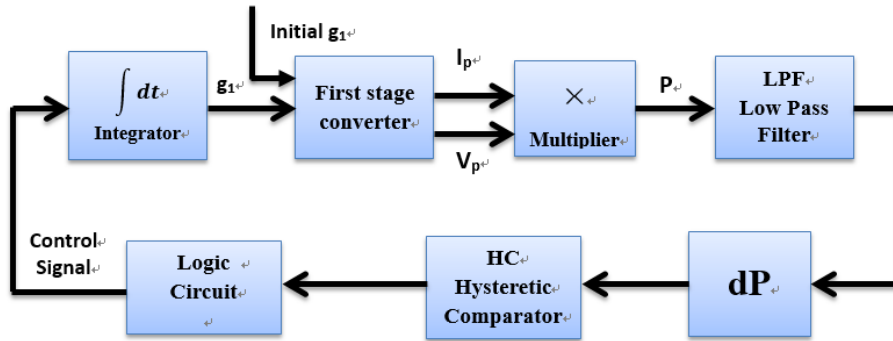 Initial g₁
∫ dt
Integrator
g₁
First stage
converter
Iₚ
Vₚ
×
Multiplier
P
LPF
Low Pass
Filter
Control
Signal
Logic
Circuit
HC
Hysteretic
Comparator
dP